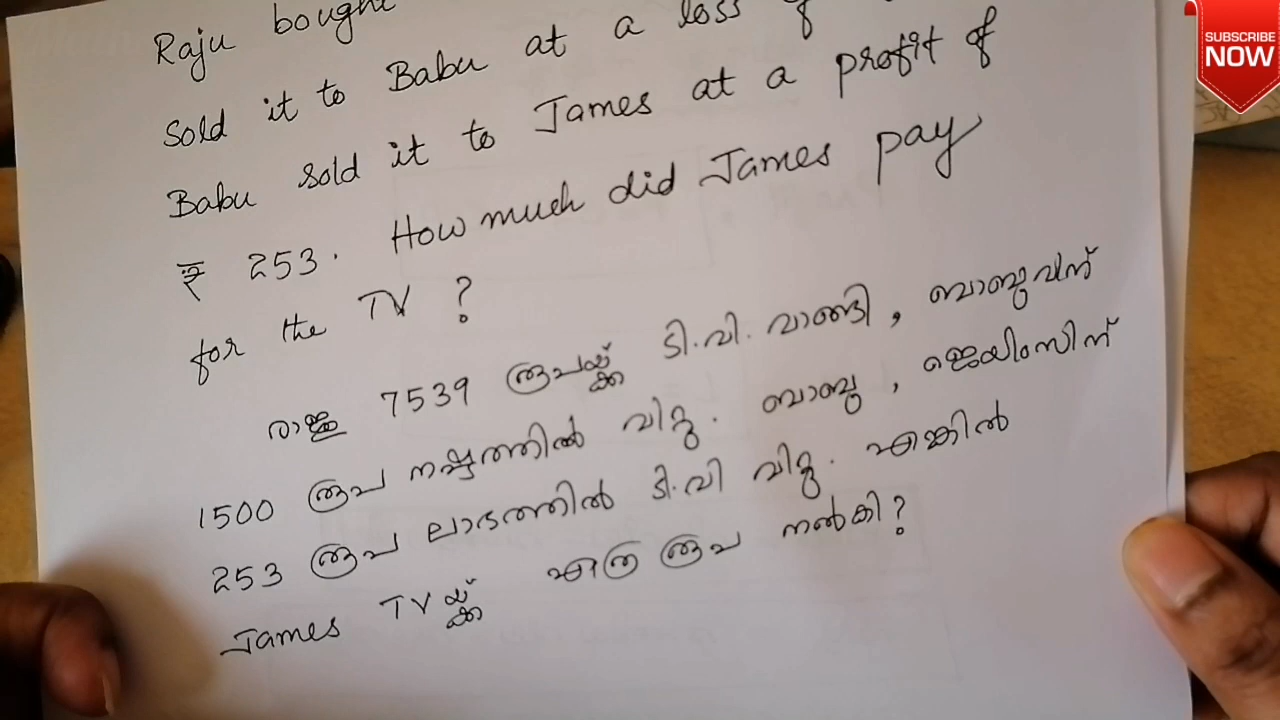 Raju bought
Sold it to Babu at a loss of
Babu sold it to James at a profit of
₹ 253. How much did James pay
for the TV ?
രാജു 7539 രൂപയ്ക്ക് ടി.വി. വാങ്ങി, ബാബുവിന്
1500 രൂപ നഷ്ടത്തിൽ വിറ്റു. ബാബു, ജെയിംസിന്
253 രൂപ ലാഭത്തിൽ ടി.വി വിറ്റു. എങ്കിൽ
James TVയ്ക്ക് എത്ര രൂപ നൽകി?
SUBSCRIBE
NOW